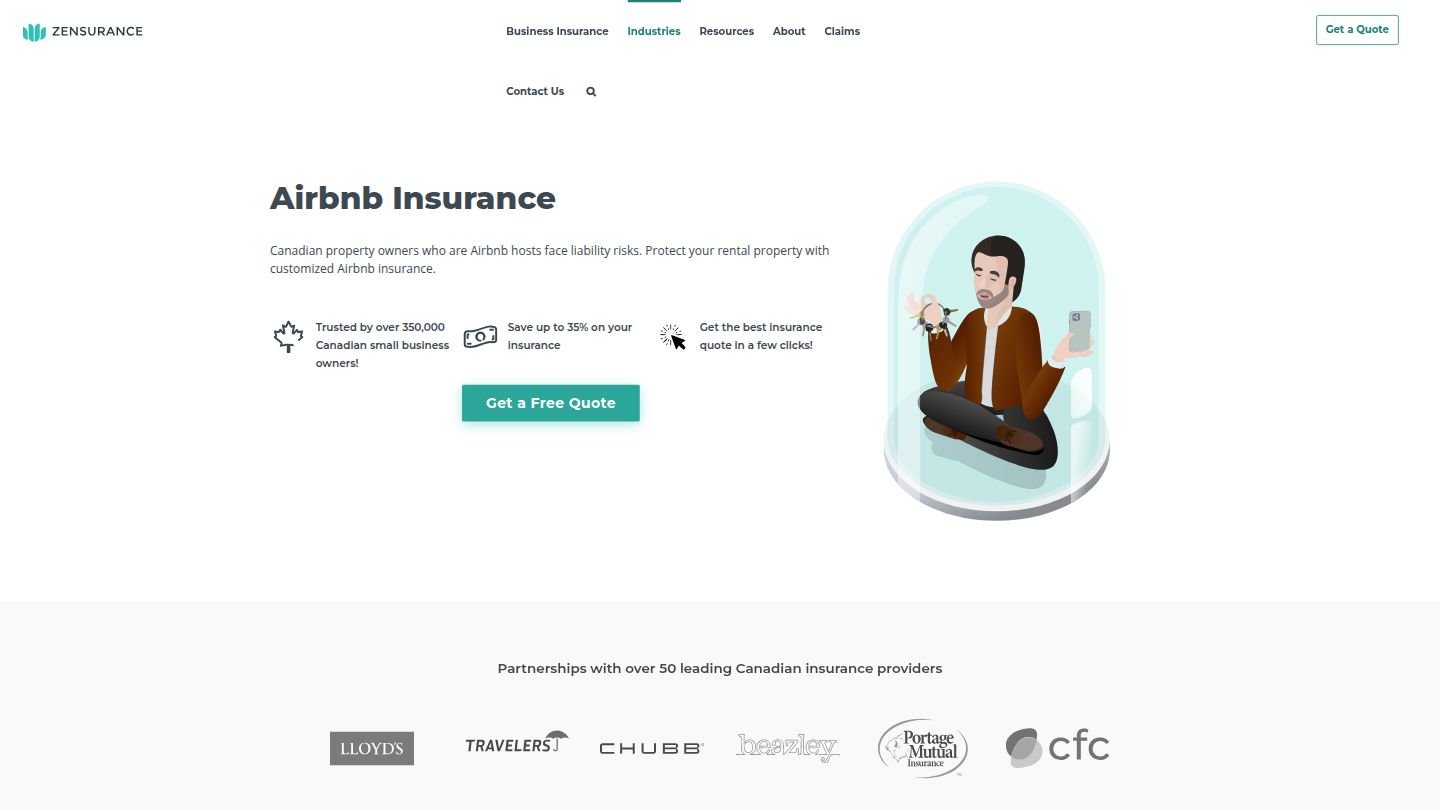 ZENSURANCE
Business Insurance
Industries
Resources
About
Claims
Get a Quote
Contact Us
Airbnb Insurance
Canadian property owners who are Airbnb hosts face liability risks. Protect your rental property with
customized Airbnb insurance.
Trusted by over 350,000
Canadian small business
owners!
Save up to 35% on your
insurance
Get the best insurance
quote in a few clicks!
Get a Free Quote
Partnerships with over 50 leading Canadian insurance providers
LLOYD'S
TRAVELERS
CHUBB®
beazley
Portage
Mutual
Insurance
TM
cfc